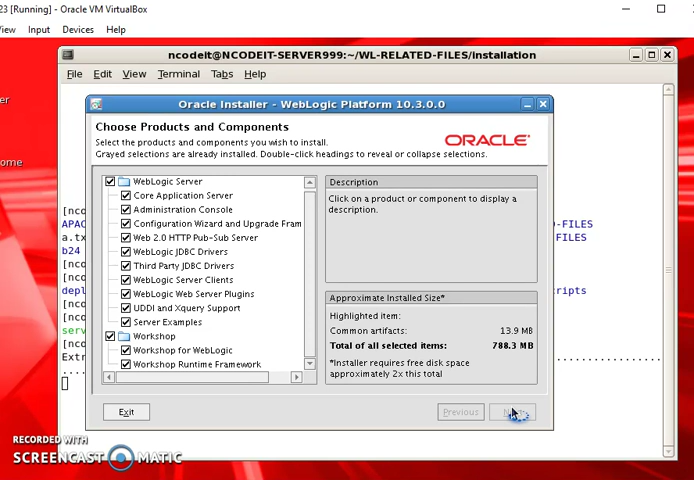 23 [Running] - Oracle VM VirtualBox
Input Devices Help
ncodeit@NCODEIT-SERVER999:~/WL-RELATED-FILES/installation
File Edit View Terminal Tabs Help
Oracle Installer - WebLogic Platform 10.3.0.0
Choose Products and Components
Select the products and components you wish to install.
Grayed selections are already installed. Double-click headings to reveal or collapse selections.
ORACLE
WebLogic Server
Core Application Server
Administration Console
Configuration Wizard and Upgrade Fram
Web 2.0 HTTP Pub-Sub Server
WebLogic JDBC Drivers
Third Party JDBC Drivers
WebLogic Server Clients
WebLogic Web Server Plugins
UDDI and Xquery Support
Server Examples
Workshop
Workshop for WebLogic
Workshop Runtime Framework
Description
Click on a product or component to display a
description.
Approximate Installed Size*
Highlighted item:
Common artifacts: 13.9 MB
Total of all selected items: 788.3 MB
*Installer requires free disk space
approximately 2x this total
Exit
Previous
[nco
APAC
D-FILES
a.tx
FILES
b24
[nco
[nco
depl
ripts
[nco
serv
[nco
Extr
RECORDED WITH
SCREENCAST MATIC